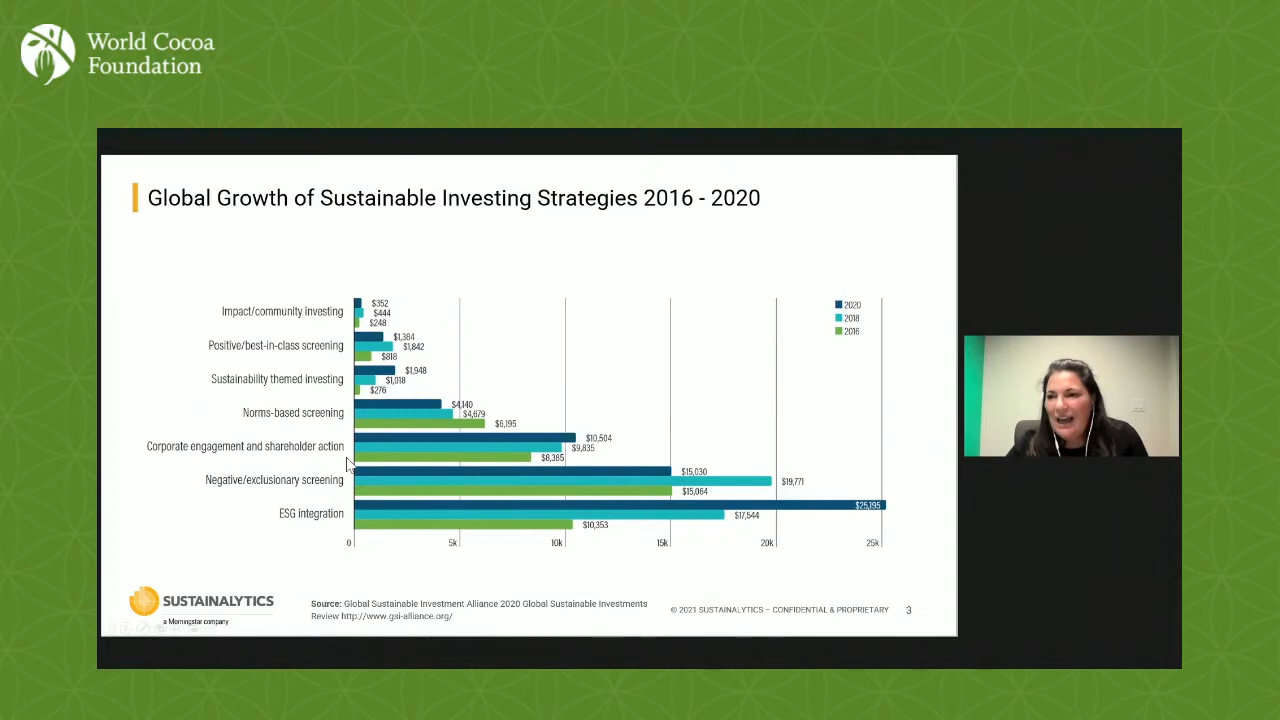 World Cocoa
Foundation
Global Growth of Sustainable Investing Strategies 2016 - 2020
2020
2018
2016
Impact/community investing
$352
$444
$248
Positive/best-in-class screening
$1,384
$1,842
$818
Sustainability themed investing
$1,948
$1,018
$276
Norms-based screening
$4,140
$4,679
$6,195
Corporate engagement and shareholder action
$10,504
$9,835
$8,385
Negative/exclusionary screening
$15,030
$19,771
$15,064
ESG integration
$25,195
$17,544
$10,353
0 5k 10k 15k 20k 25k
SUSTAINALYTICS
a Morningstar company
Source: Global Sustainable Investment Alliance 2020 Global Sustainable Investments
Review http://www.gsi-alliance.org/
© 2021 SUSTAINALYTICS – CONFIDENTIAL & PROPRIETARY 3